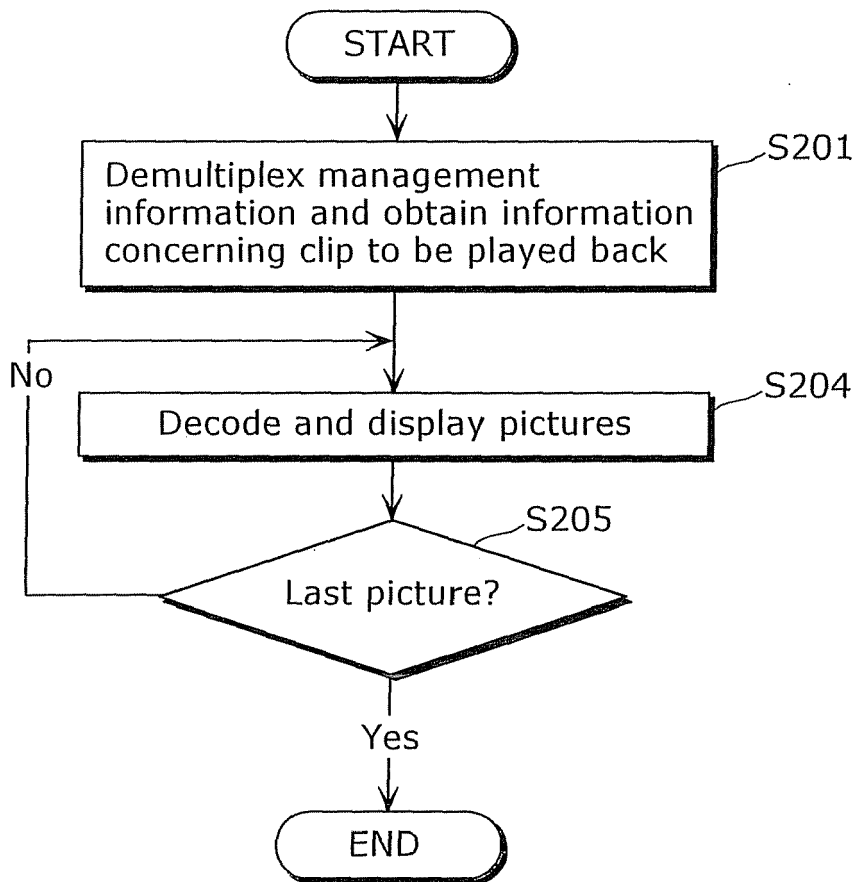 START
S201
Demultiplex management
information and obtain information
concerning clip to be played back
No
S204
Decode and display pictures
S205
Last picture?
Yes
END